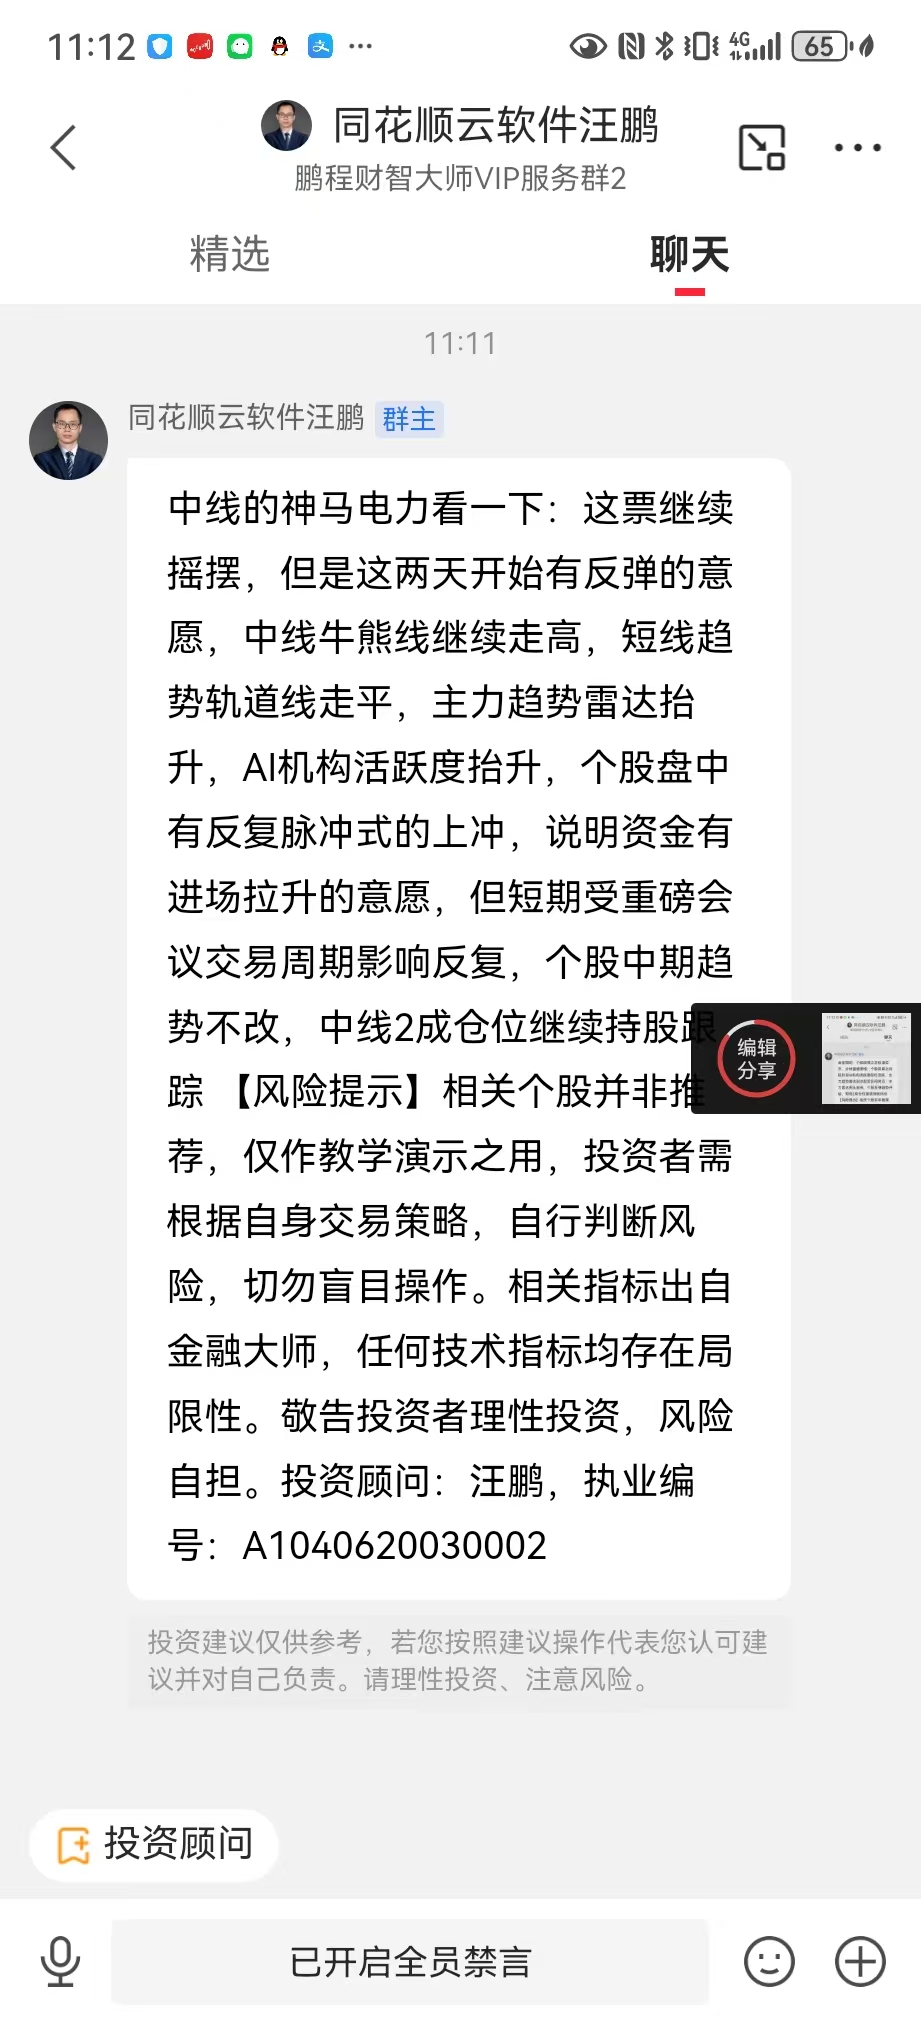 11:12
4G
65
同花顺云软件汪鹏
鹏程财智大师VIP服务群2
精选
聊天
11:11
同花顺云软件汪鹏 群主
中线的神马电力看一下：这票继续
摇摆，但是这两天开始有反弹的意
愿，中线牛熊线继续走高，短线趋
势轨道线走平，主力趋势雷达抬
升，AI机构活跃度抬升，个股盘中
有反复脉冲式的上冲，说明资金有
进场拉升的意愿，但短期受重磅会
议交易周期影响反复，个股中期趋
势不改，中线2成仓位继续持股跟
踪 【风险提示】相关个股并非推
荐，仅作教学演示之用，投资者需
根据自身交易策略，自行判断风
险，切勿盲目操作。相关指标出自
金融大师，任何技术指标均存在局
限性。敬告投资者理性投资，风险
自担。投资顾问：汪鹏，执业编
号：A1040620030002
编辑
分享
投资建议仅供参考，若您按照建议操作代表您认可建
议并对自己负责。请理性投资、注意风险。
投资顾问
已开启全员禁言